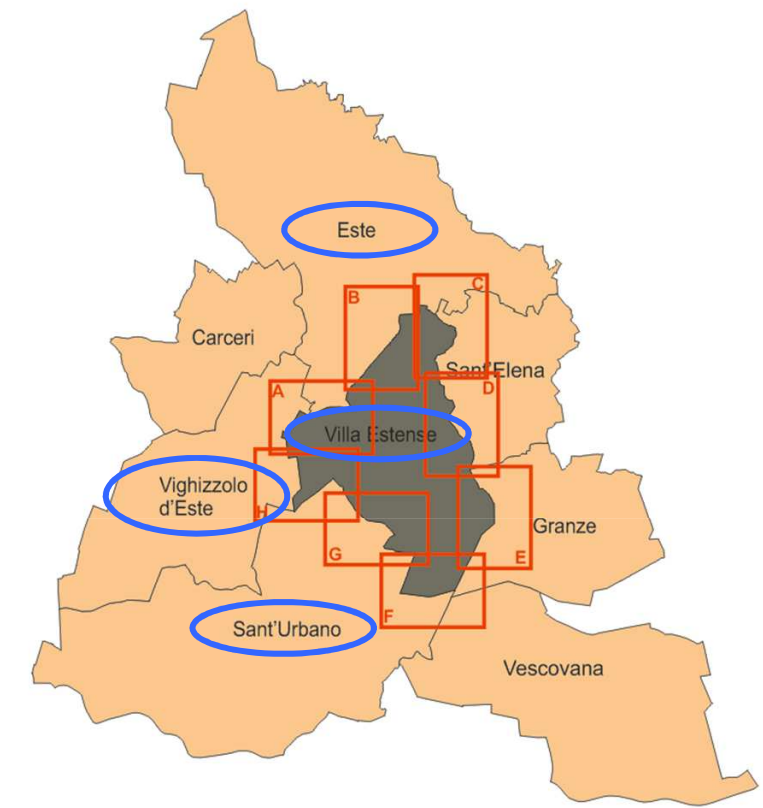 Este
B
C
Carceri
Sant'Elena
A
D
Villa Estense
Vighizzolo
d'Este
H
Granze
G
E
F
Sant'Urbano
Vescovana